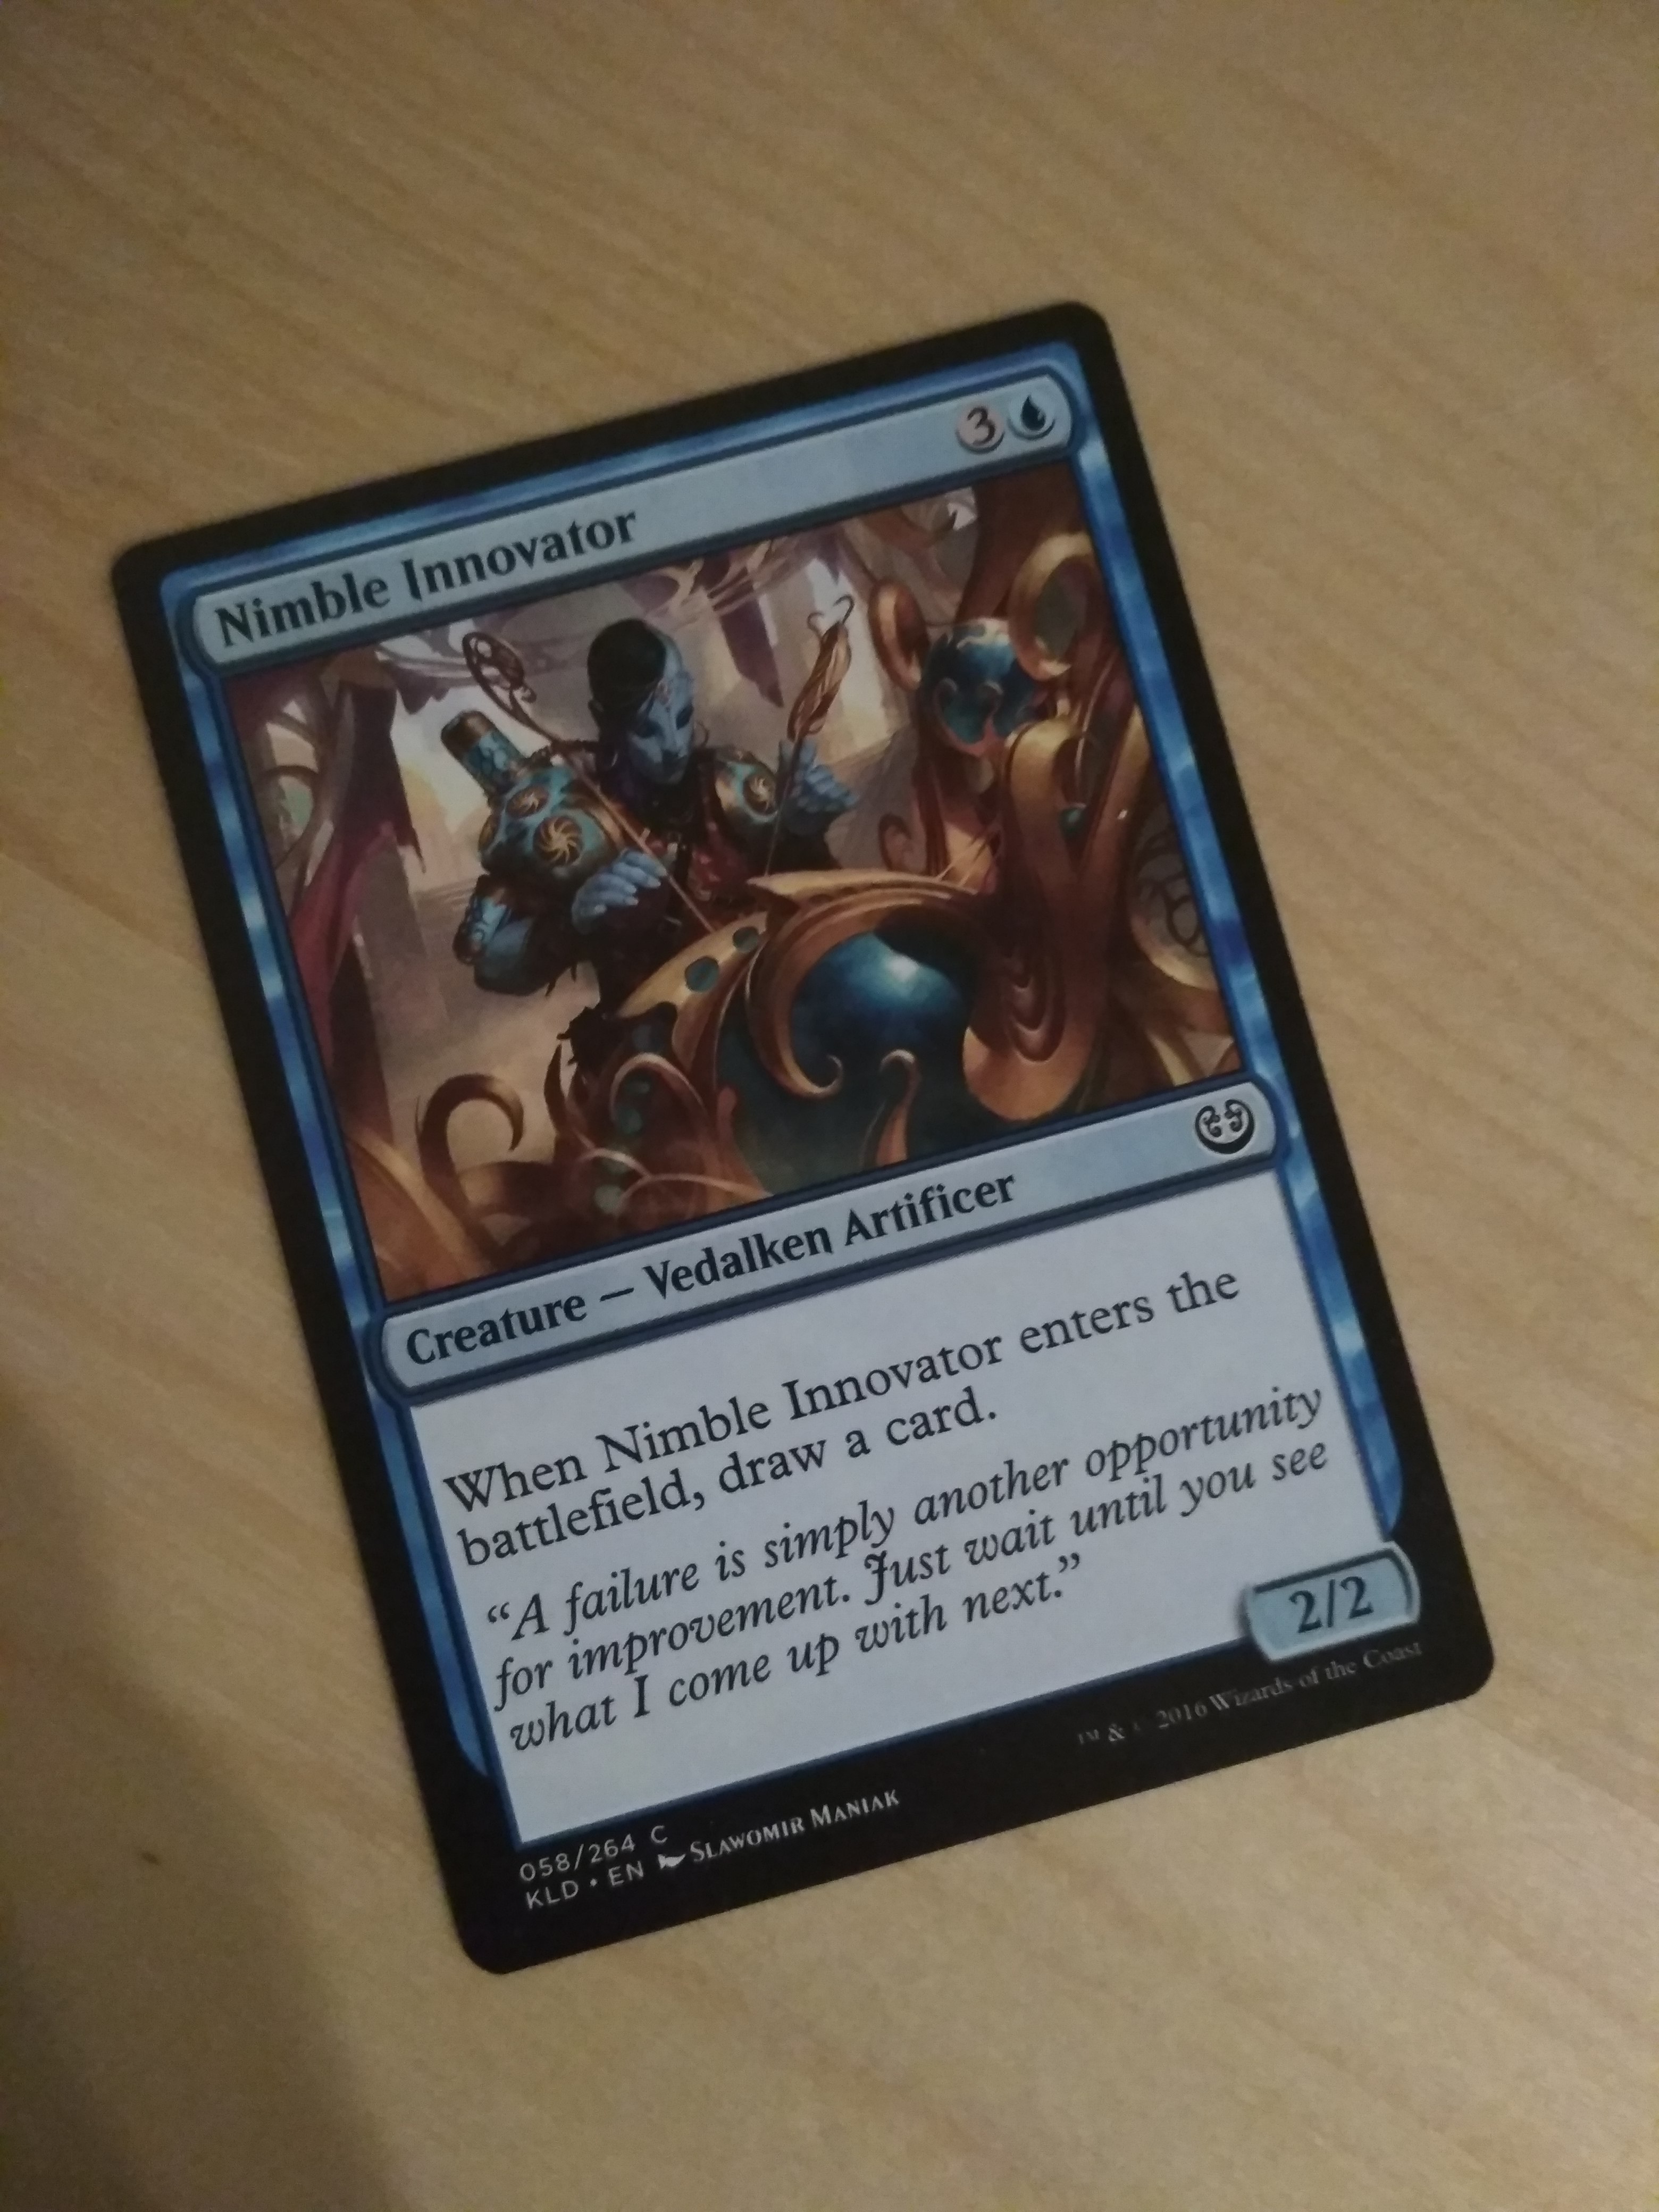 Nimble Innovator 3
Creature — Vedalken Artificer
When Nimble Innovator enters the
battlefield, draw a card.
“A failure is simply another opportunity
for improvement. Just wait until you see
what I come up with next.”
2/2
058/264 C
KLD • EN SLAWOMIR MANIAK
™ & © 2016 Wizards of the Coast